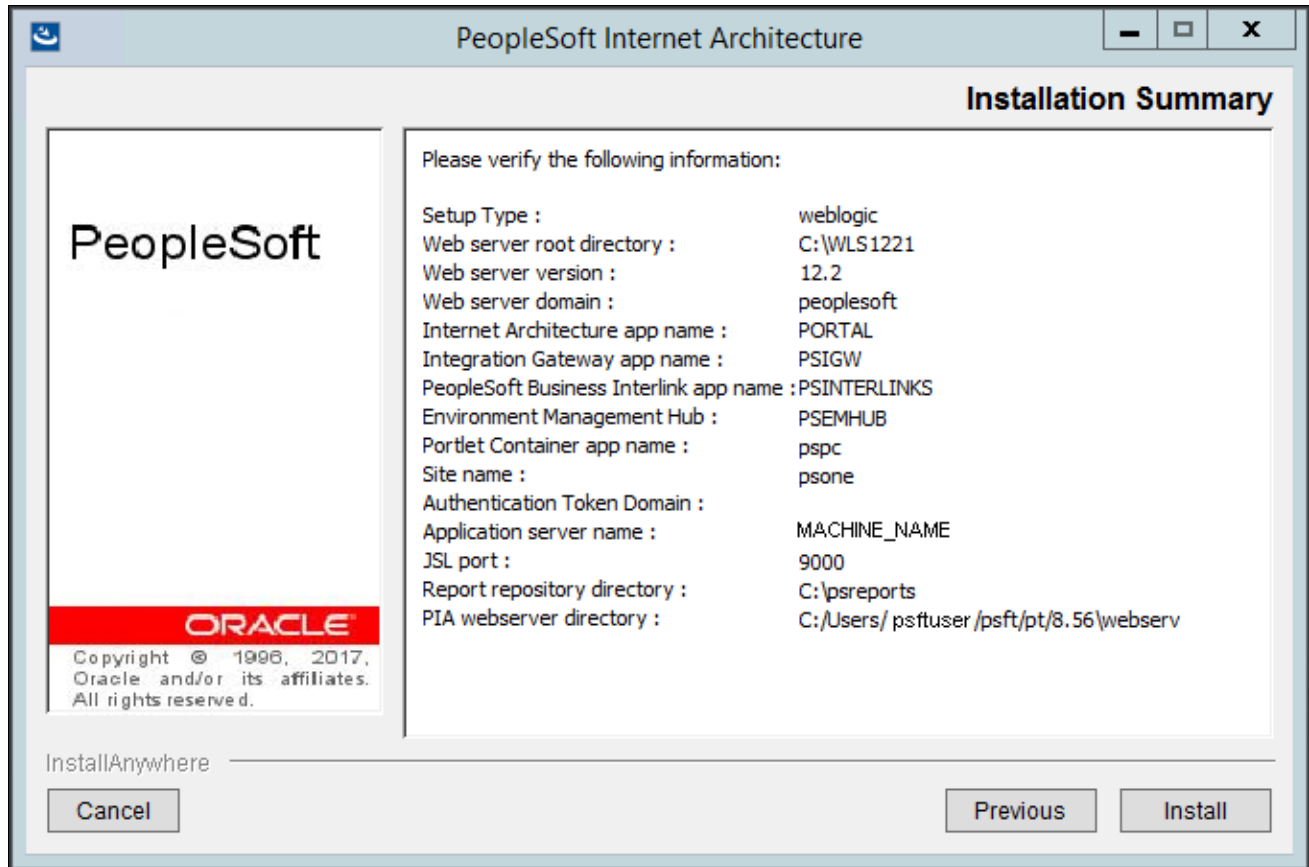 PeopleSoft Internet Architecture
Installation Summary
PeopleSoft
ORACLE
Copyright © 1996, 2017,
Oracle and/or its affiliates.
All rights reserved.
Please verify the following information:
Setup Type : weblogic
Web server root directory : C:\WLS1221
Web server version : 12.2
Web server domain : peoplesoft
Internet Architecture app name : PORTAL
Integration Gateway app name : PSIGW
PeopleSoft Business Interlink app name :PSINTERLINKS
Environment Management Hub : PSEMHUB
Portlet Container app name : pspc
Site name : psone
Authentication Token Domain :
Application server name : MACHINE_NAME
JSL port : 9000
Report repository directory : C:\psreports
PIA webserver directory : C:/Users/ psftuser /psft/pt/8.56\webserv
InstallAnywhere
Cancel Previous Install